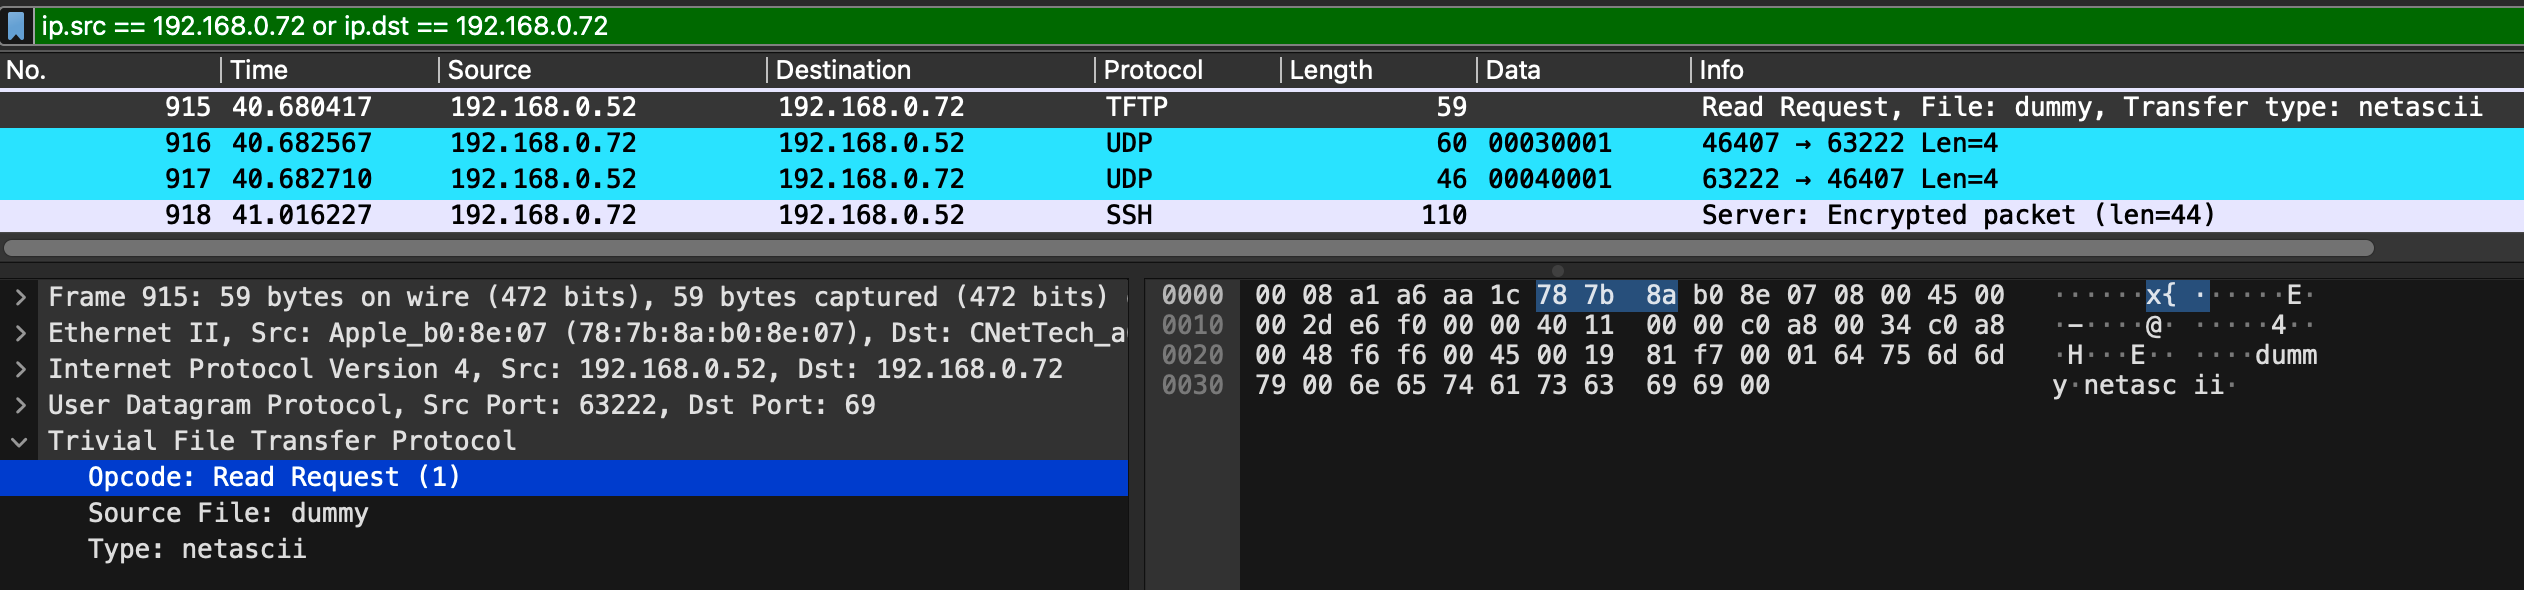 ip.src == 192.168.0.72 or ip.dst == 192.168.0.72
No. Time Source Destination Protocol Length Data Info
915 40.680417 192.168.0.52 192.168.0.72 TFTP 59 Read Request, File: dummy, Transfer type: netascii
916 40.682567 192.168.0.72 192.168.0.52 UDP 60 00030001 46407 → 63222 Len=4
917 40.682710 192.168.0.52 192.168.0.72 UDP 46 00040001 63222 → 46407 Len=4
918 41.016227 192.168.0.72 192.168.0.52 SSH 110 Server: Encrypted packet (len=44)
Frame 915: 59 bytes on wire (472 bits), 59 bytes captured (472 bits)
Ethernet II, Src: Apple_b0:8e:07 (78:7b:8a:b0:8e:07), Dst: CNetTech_a
Internet Protocol Version 4, Src: 192.168.0.52, Dst: 192.168.0.72
User Datagram Protocol, Src Port: 63222, Dst Port: 69
Trivial File Transfer Protocol
Opcode: Read Request (1)
Source File: dummy
Type: netascii
0000 00 08 a1 a6 aa 1c 78 7b 8a b0 8e 07 08 00 45 00 ······x{ ······E·
0010 00 2d e6 f0 00 00 40 11 00 00 c0 a8 00 34 c0 a8 ·-····@· ·····4··
0020 00 48 f6 f6 00 45 00 19 81 f7 00 01 64 75 6d 6d ·H···E·· ····dumm
0030 79 00 6e 65 74 61 73 63 69 69 00 y·netasc ii·